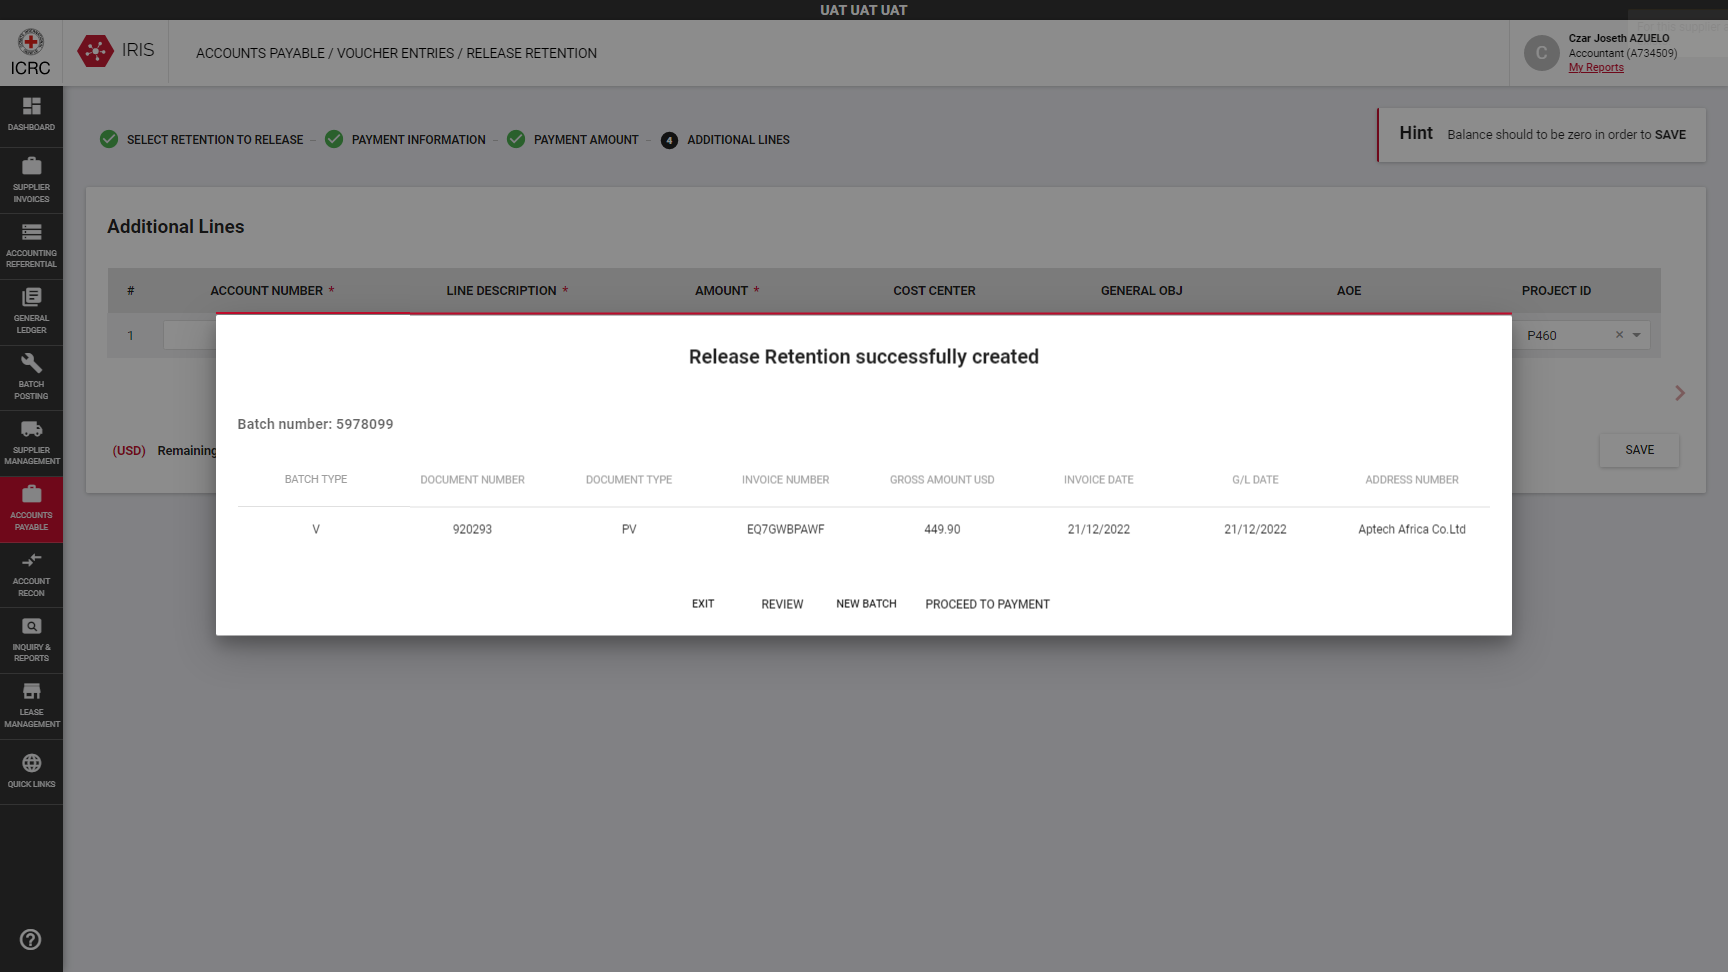 UAT UAT UAT
ICRC
IRIS
ACCOUNTS PAYABLE / VOUCHER ENTRIES / RELEASE RETENTION
C
Czar Joseth AZUELO
Accountant (A734509)
My Reports
DASHBOARD
SUPPLIER
INVOICES
ACCOUNTING
REFERENTIAL
GENERAL
LEDGER
BATCH
POSTING
SUPPLIER
MANAGEMENT
ACCOUNTS
PAYABLE
ACCOUNT
RECON
INQUIRY &
REPORTS
LEASE
MANAGEMENT
QUICK LINKS
SELECT RETENTION TO RELEASE – PAYMENT INFORMATION – PAYMENT AMOUNT – 4 ADDITIONAL LINES
Hint Balance should to be zero in order to SAVE
Additional Lines
# ACCOUNT NUMBER * LINE DESCRIPTION * AMOUNT * COST CENTER GENERAL OBJ AOE PROJECT ID
1 P460 ×
(USD) Remaining
SAVE
Release Retention successfully created
Batch number: 5978099
BATCH TYPE DOCUMENT NUMBER DOCUMENT TYPE INVOICE NUMBER GROSS AMOUNT USD INVOICE DATE G/L DATE ADDRESS NUMBER
V 920293 PV EQ7GWBPAWF 449.90 21/12/2022 21/12/2022 Aptech Africa Co.Ltd
EXIT REVIEW NEW BATCH PROCEED TO PAYMENT